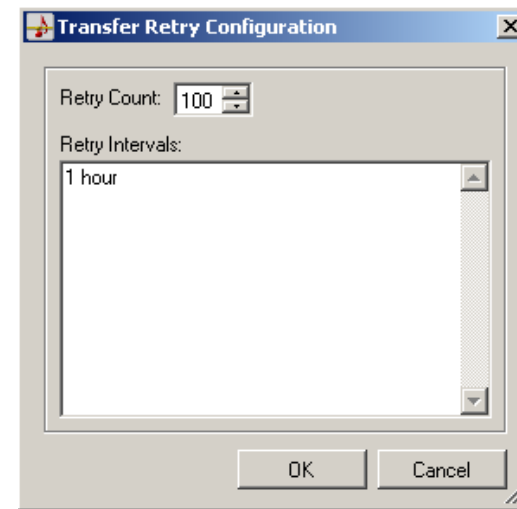 Transfer Retry Configuration
Retry Count: 100
Retry Intervals:
1 hour
OK Cancel